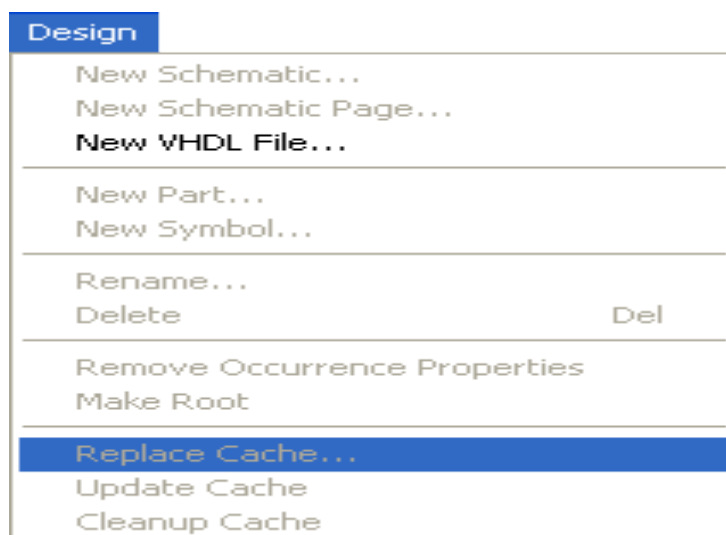 Design
New Schematic...
New Schematic Page...
New VHDL File...
New Part...
New Symbol...
Rename...
Delete Del
Remove Occurrence Properties
Make Root
Replace Cache...
Update Cache
Cleanup Cache